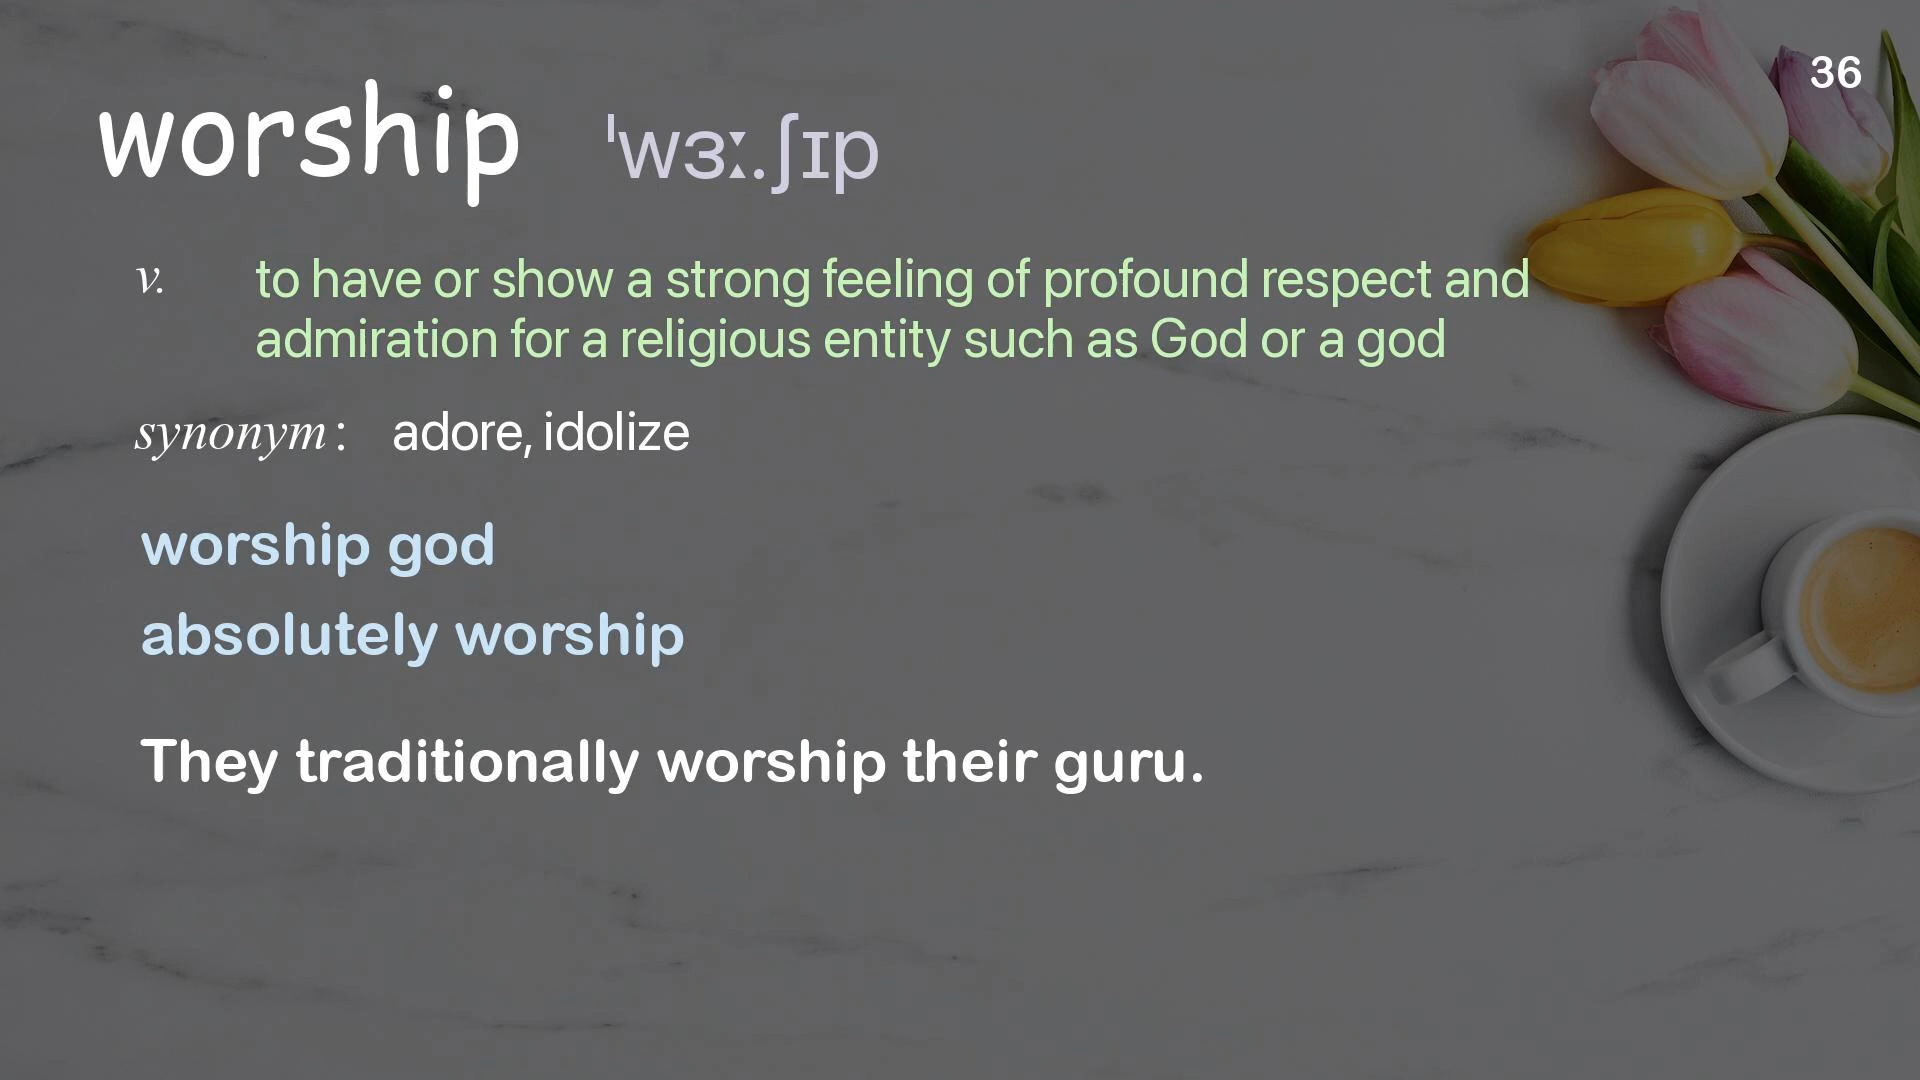 36
worship ˈwɜː.ʃɪp
v. to have or show a strong feeling of profound respect and
admiration for a religious entity such as God or a god
synonym : adore, idolize
worship god
absolutely worship
They traditionally worship their guru.